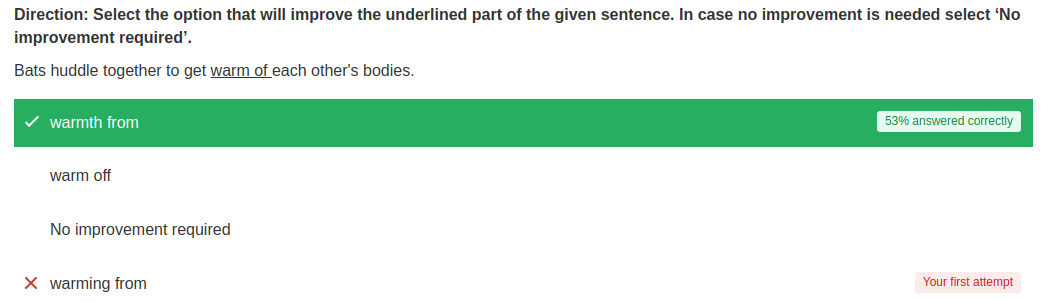 Direction: Select the option that will improve the underlined part of the given sentence. In case no improvement is needed select ‘No
improvement required’.
Bats huddle together to get warm of each other's bodies.
warmth from
53% answered correctly
warm off
No improvement required
warming from
Your first attempt